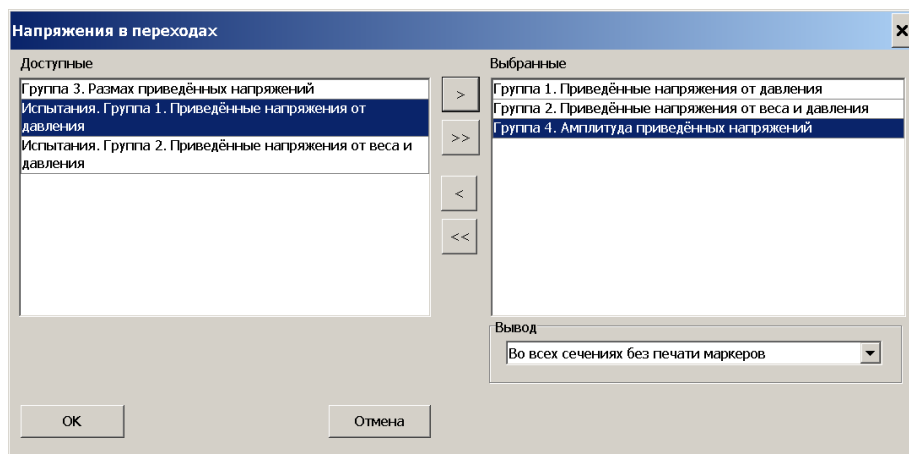 Напряжения в переходах
Доступные
Группа 3. Размах приведённых напряжений
Испытания. Группа 1. Приведённые напряжения от
давления
Испытания. Группа 2. Приведённые напряжения от веса и
давления
>
>>
<
<<
Выбранные
Группа 1. Приведённые напряжения от давления
Группа 2. Приведённые напряжения от веса и давления
Группа 4. Амплитуда приведённых напряжений
Вывод
Во всех сечениях без печати маркеров
OK
Отмена